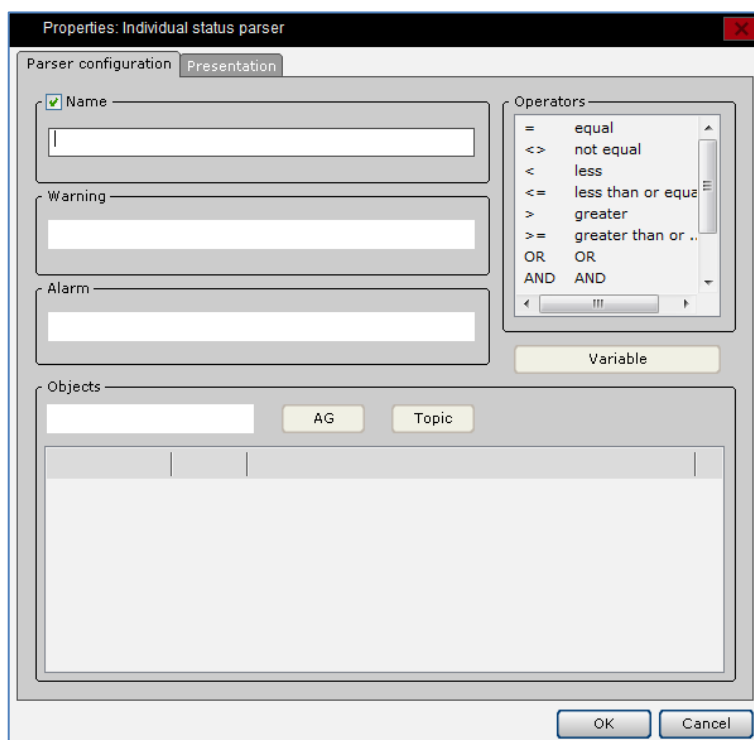 Properties: Individual status parser
Parser configuration Presentation
Name
Operators
= equal
<> not equal
< less
<= less than or equa
> greater
>= greater than or ..
OR OR
AND AND
Warning
Alarm
Variable
Objects
AG Topic
OK Cancel